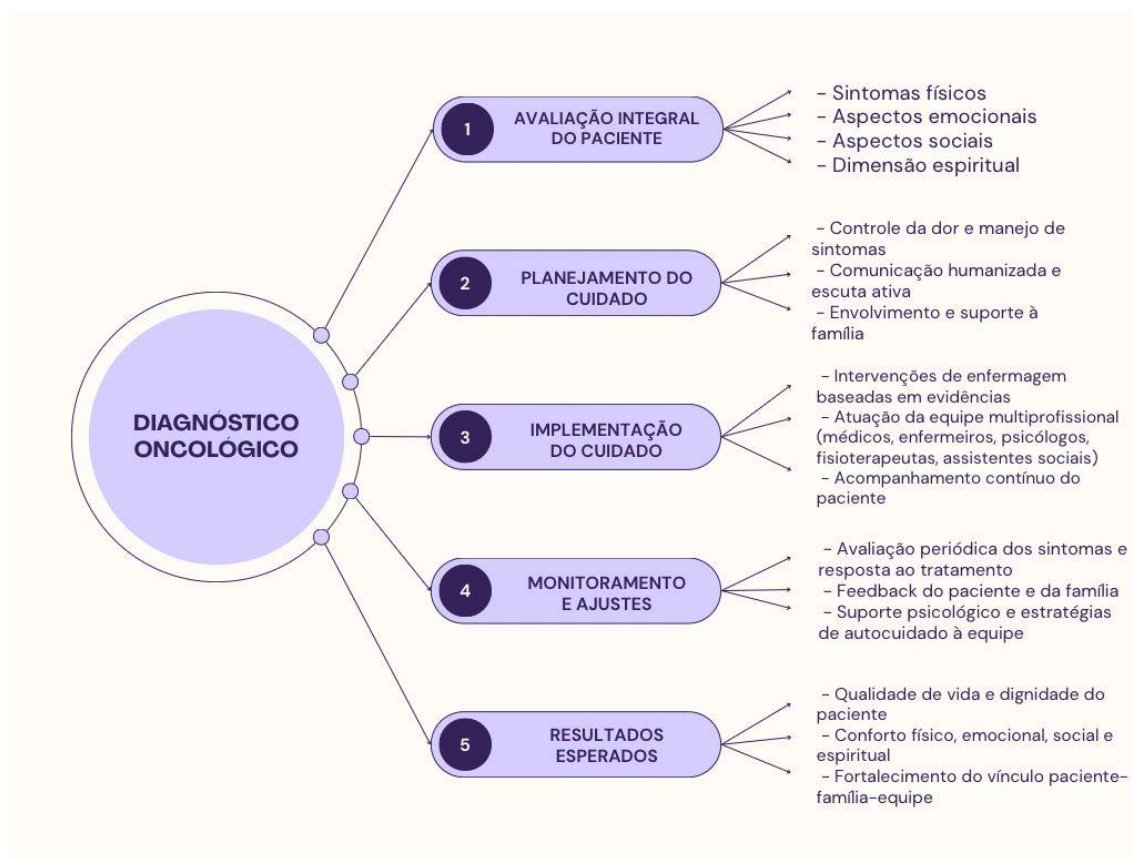 DIAGNÓSTICO
ONCOLÓGICO
1
AVALIAÇÃO INTEGRAL
DO PACIENTE
- Sintomas físicos
- Aspectos emocionais
- Aspectos sociais
- Dimensão espiritual
2
PLANEJAMENTO DO
CUIDADO
- Controle da dor e manejo de
sintomas
- Comunicação humanizada e
escuta ativa
- Envolvimento e suporte à
família
3
IMPLEMENTAÇÃO
DO CUIDADO
- Intervenções de enfermagem
baseadas em evidências
- Atuação da equipe multiprofissional
(médicos, enfermeiros, psicólogos,
fisioterapeutas, assistentes sociais)
- Acompanhamento contínuo do
paciente
4
MONITORAMENTO
E AJUSTES
- Avaliação periódica dos sintomas e
resposta ao tratamento
- Feedback do paciente e da família
- Suporte psicológico e estratégias
de autocuidado à equipe
5
RESULTADOS
ESPERADOS
- Qualidade de vida e dignidade do
paciente
- Conforto físico, emocional, social e
espiritual
- Fortalecimento do vínculo paciente-
família-equipe